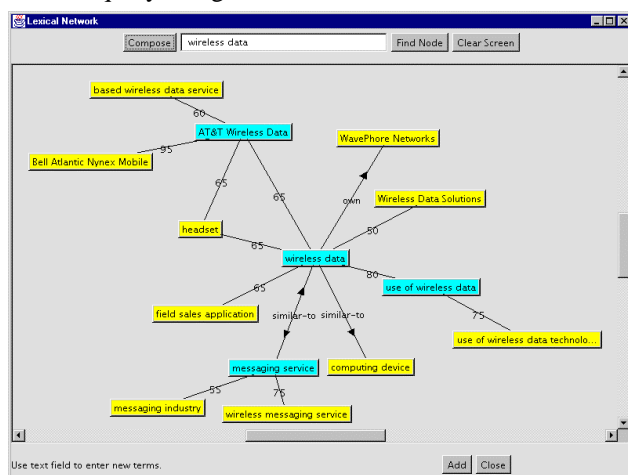 Lexical Network
Compose wireless data Find Node Clear Screen
based wireless data service
60
AT&T Wireless Data
WavePhore Networks
95
Bell Atlantic Nynex Mobile
65
65
own
Wireless Data Solutions
headset
65
50
wireless data
80
65
use of wireless data
field sales application
similar-to similar-to
75
use of wireless data technolo...
messaging service
computing device
55
75
messaging industry
wireless messaging service
Use text field to enter new terms.
Add Close